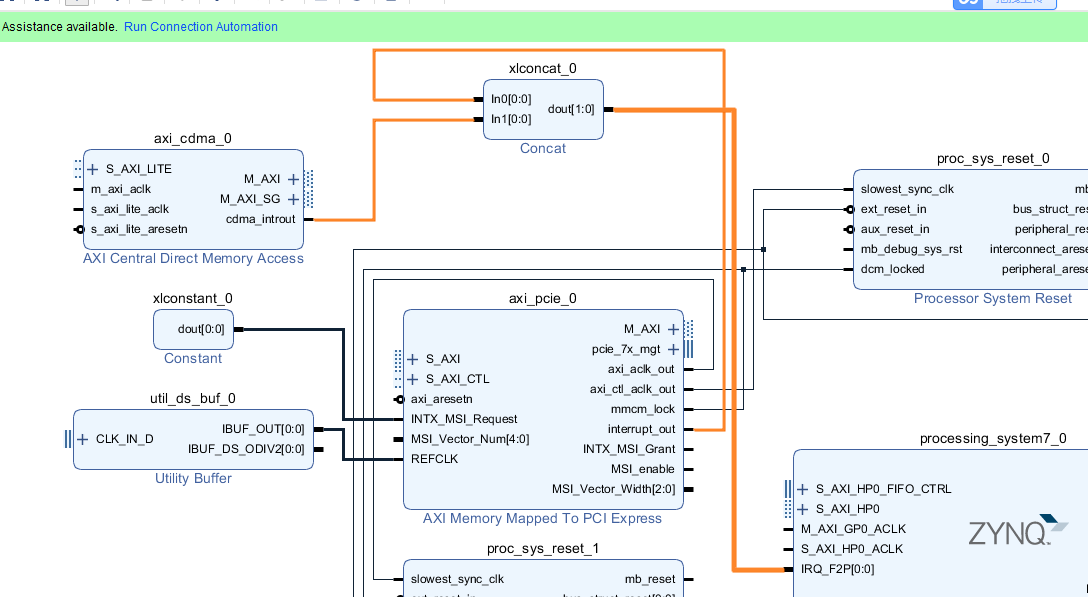 Assistance available. Run Connection Automation
xlconcat_0
In0[0:0]
In1[0:0]
dout[1:0]
Concat
axi_cdma_0
S_AXI_LITE
m_axi_aclk
s_axi_lite_aclk
s_axi_lite_aresetn
M_AXI
M_AXI_SG
cdma_introut
AXI Central Direct Memory Access
proc_sys_reset_0
slowest_sync_clk
ext_reset_in
aux_reset_in
mb_debug_sys_rst
dcm_locked
mb
bus_struct_res
peripheral_res
interconnect_arese
peripheral_arese
Processor System Reset
xlconstant_0
dout[0:0]
Constant
axi_pcie_0
S_AXI
S_AXI_CTL
axi_aresetn
INTX_MSI_Request
MSI_Vector_Num[4:0]
REFCLK
M_AXI
pcie_7x_mgt
axi_aclk_out
axi_ctl_aclk_out
mmcm_lock
interrupt_out
INTX_MSI_Grant
MSI_enable
MSI_Vector_Width[2:0]
AXI Memory Mapped To PCI Express
util_ds_buf_0
CLK_IN_D
IBUF_OUT[0:0]
IBUF_DS_ODIV2[0:0]
Utility Buffer
processing_system7_0
S_AXI_HP0_FIFO_CTRL
S_AXI_HP0
M_AXI_GP0_ACLK
S_AXI_HP0_ACLK
IRQ_F2P[0:0]
ZYNQ
proc_sys_reset_1
slowest_sync_clk
mb_reset